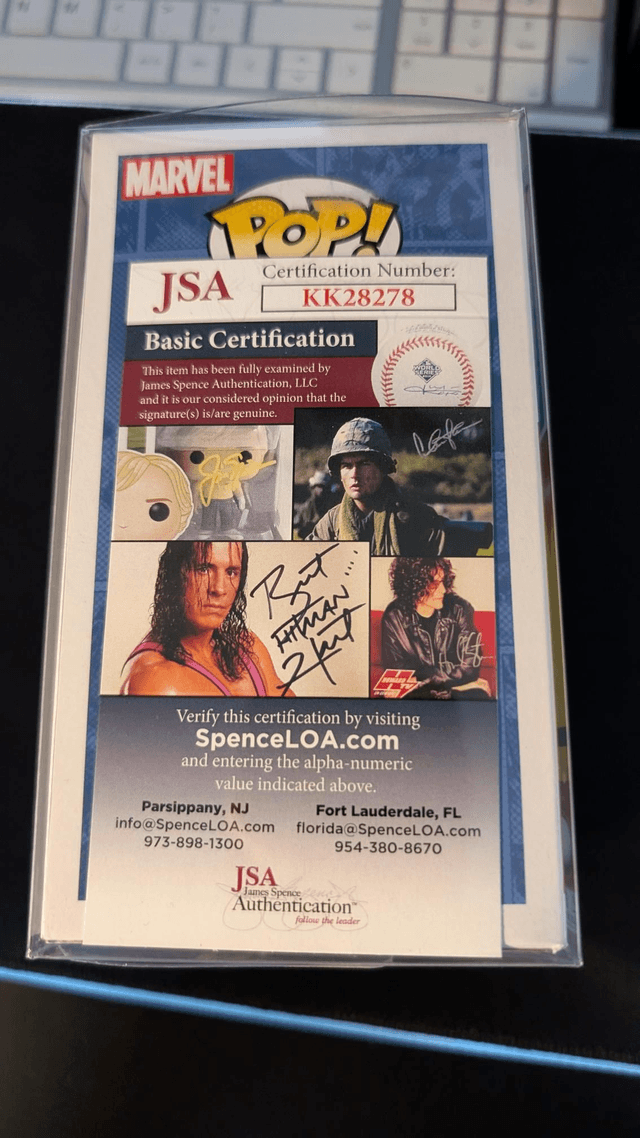 MARVEL
POP!
JSA
Certification Number:
KK28278
Basic Certification
This item has been fully examined by
James Spence Authentication, LLC
and it is our considered opinion that the
signature(s) is/are genuine.
WORLD
SERIES
Bret
HITMAN
Hart
Verify this certification by visiting
SpenceLOA.com
and entering the alpha-numeric
value indicated above.
Parsippany, NJ
info@SpenceLOA.com
973-898-1300
Fort Lauderdale, FL
florida@SpenceLOA.com
954-380-8670
JSA
James Spence
Authentication™
follow the leader